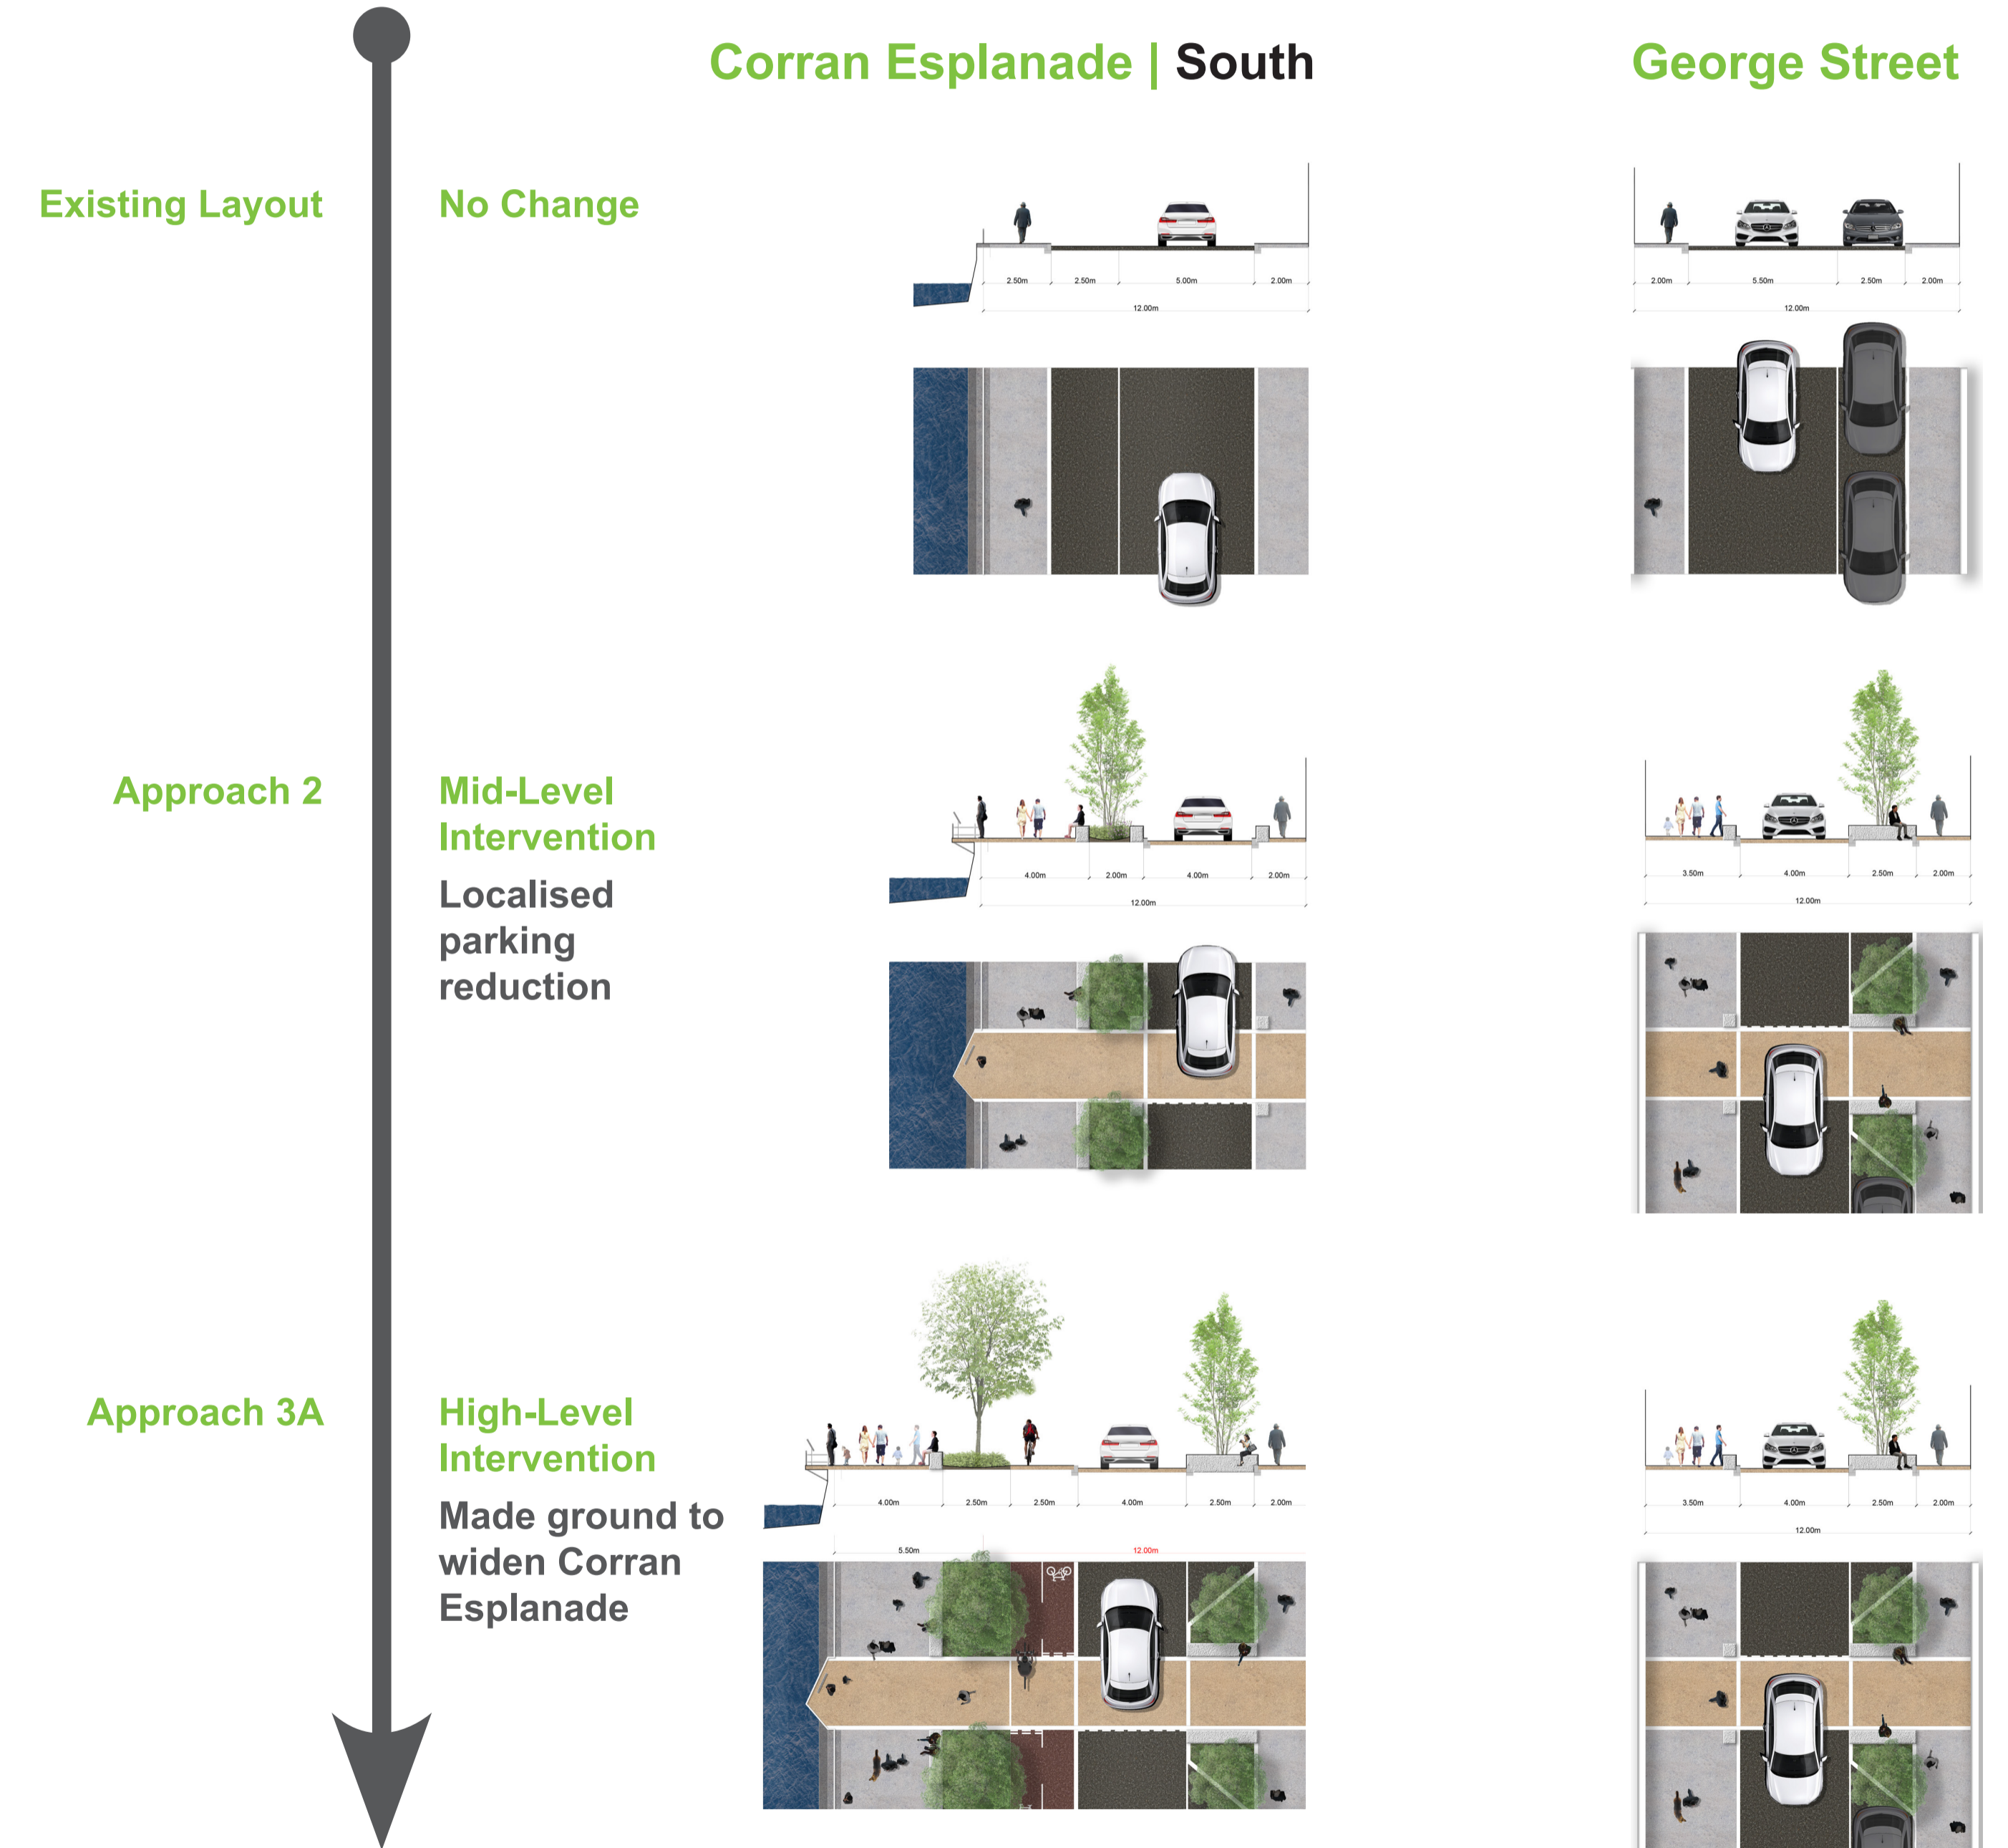 Corran Esplanade | South
George Street
Existing Layout
No Change
2.50m 2.50m 5.00m 2.00m
12.00m
2.00m 5.50m 2.50m 2.00m
12.00m
Approach 2
Mid-Level
Intervention
Localised
parking
reduction
4.00m 2.00m 4.00m 2.00m
12.00m
3.50m 4.00m 2.50m 2.00m
12.00m
Approach 3A
High-Level
Intervention
Made ground to
widen Corran
Esplanade
4.00m 2.50m 2.50m 4.00m 2.50m 2.00m
5.50m 12.00m
3.50m 4.00m 2.50m 2.00m
12.00m